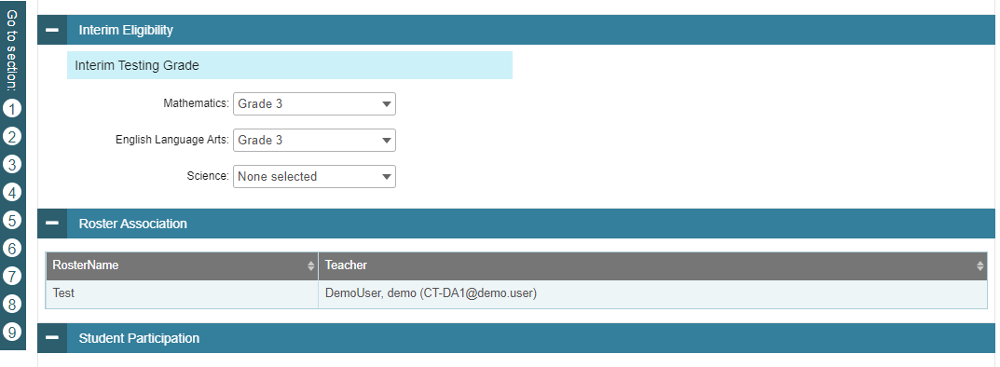 Go to section:
1
2
3
4
5
6
7
8
9
Interim Eligibility
Interim Testing Grade
Mathematics: Grade 3
English Language Arts: Grade 3
Science: None selected
Roster Association
RosterName Teacher
Test DemoUser, demo (CT-DA1@demo.user)
Student Participation